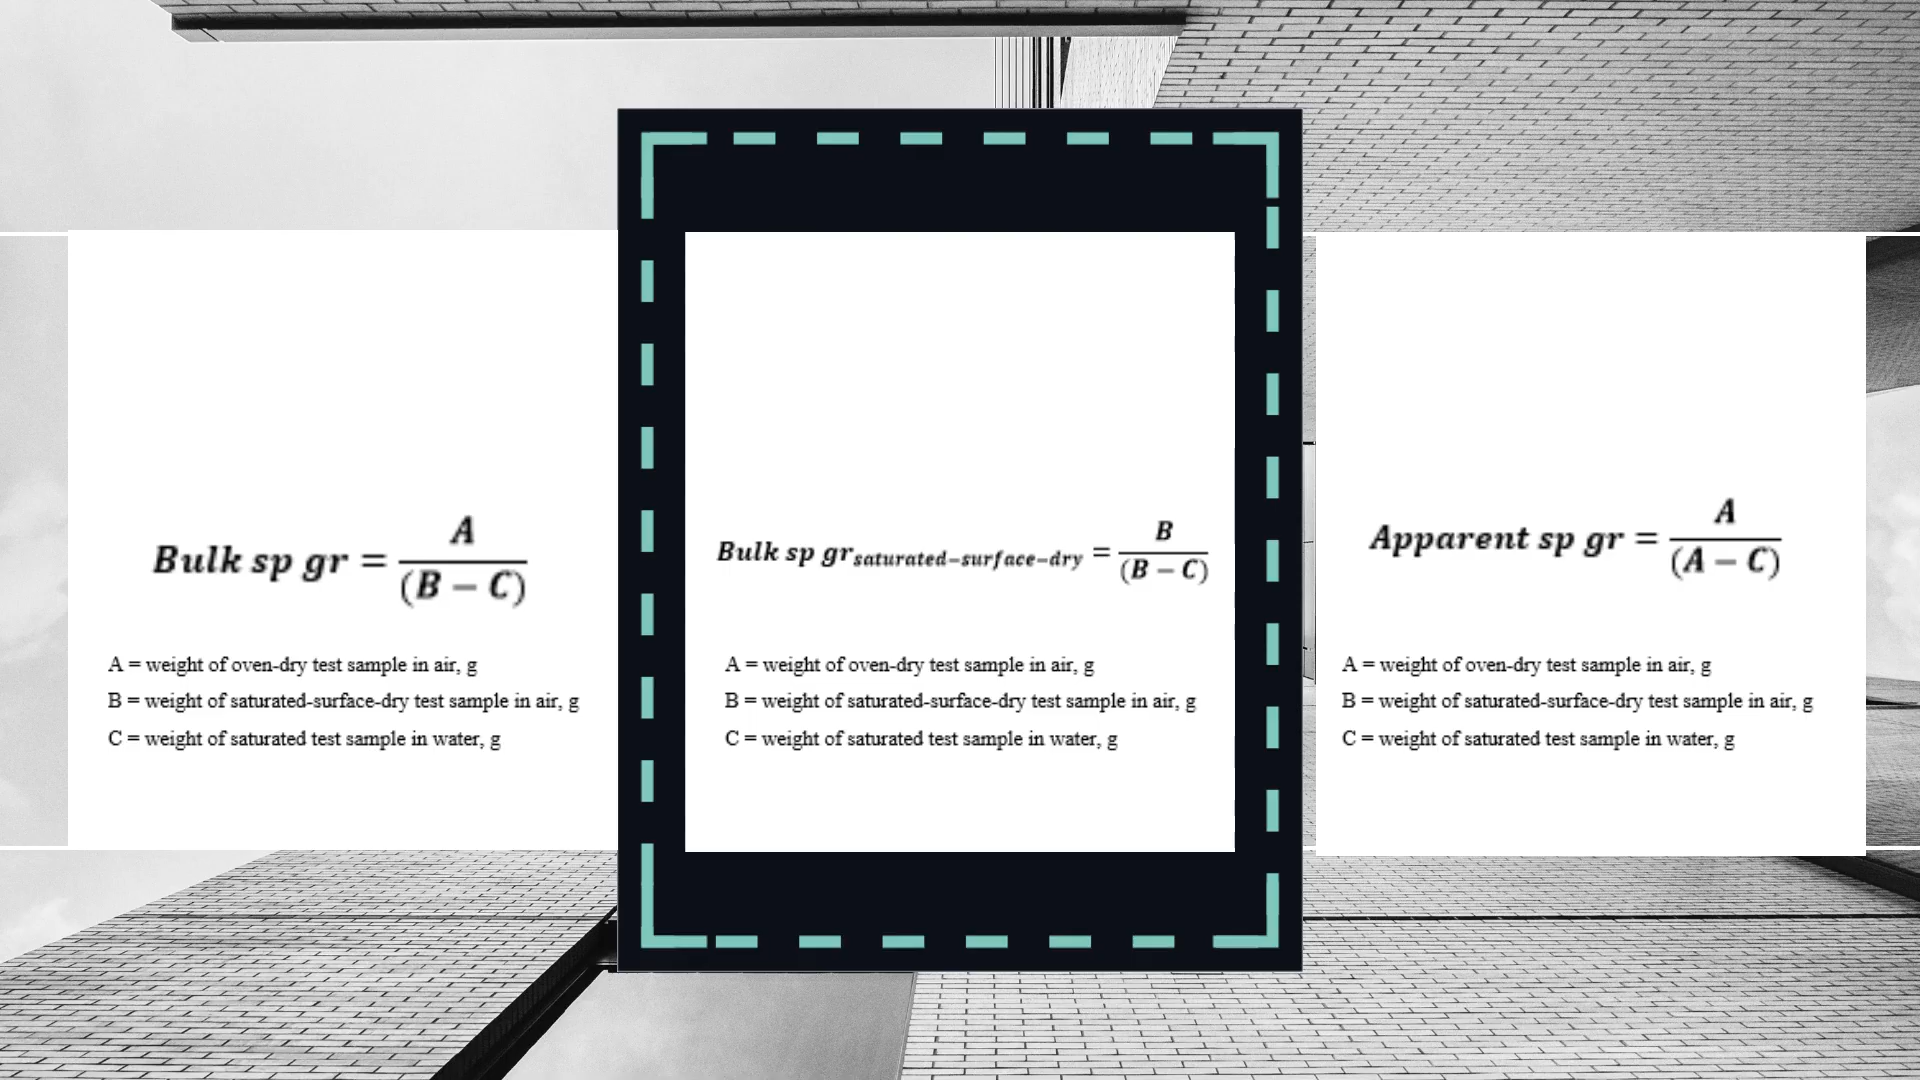 Bulk sp gr = A / (B − C)
A = weight of oven-dry test sample in air, g
B = weight of saturated-surface-dry test sample in air, g
C = weight of saturated test sample in water, g
Bulk sp gr saturated−surface−dry = B / (B − C)
A = weight of oven-dry test sample in air, g
B = weight of saturated-surface-dry test sample in air, g
C = weight of saturated test sample in water, g
Apparent sp gr = A / (A − C)
A = weight of oven-dry test sample in air, g
B = weight of saturated-surface-dry test sample in air, g
C = weight of saturated test sample in water, g